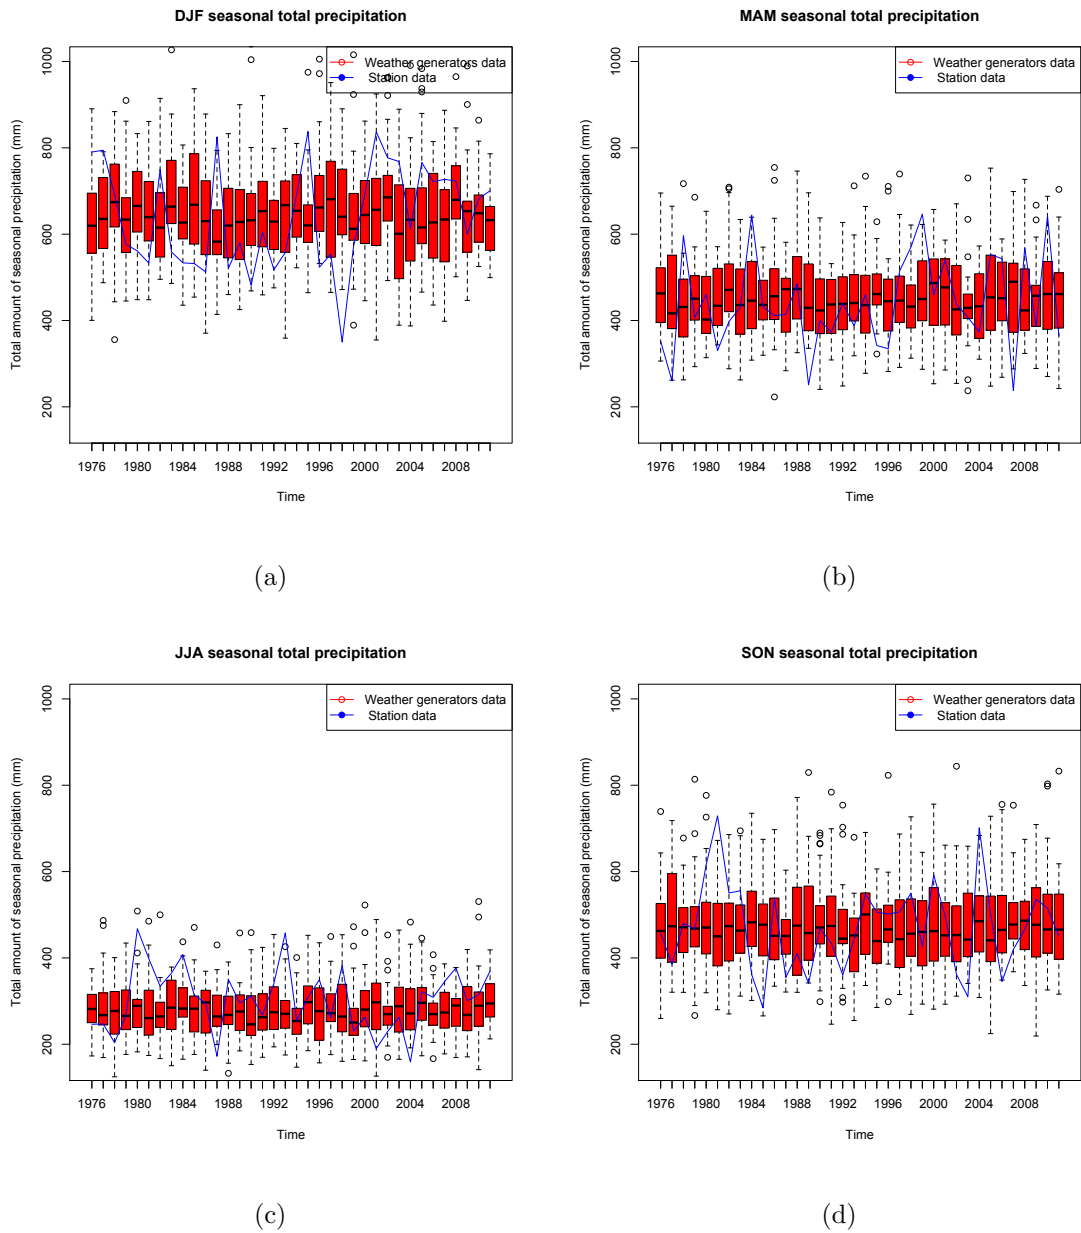 DJF seasonal total precipitation
Total amount of seasonal precipitation (mm)
1000
800
600
400
200
Weather generators data
Station data
1976 1980 1984 1988 1992 1996 2000 2004 2008
Time
(a)
MAM seasonal total precipitation
Total amount of seasonal precipitation (mm)
1000
800
600
400
200
Weather generators data
Station data
1976 1980 1984 1988 1992 1996 2000 2004 2008
Time
(b)
JJA seasonal total precipitation
Total amount of seasonal precipitation (mm)
1000
800
600
400
200
Weather generators data
Station data
1976 1980 1984 1988 1992 1996 2000 2004 2008
Time
(c)
SON seasonal total precipitation
Total amount of seasonal precipitation (mm)
1000
800
600
400
200
Weather generators data
Station data
1976 1980 1984 1988 1992 1996 2000 2004 2008
Time
(d)